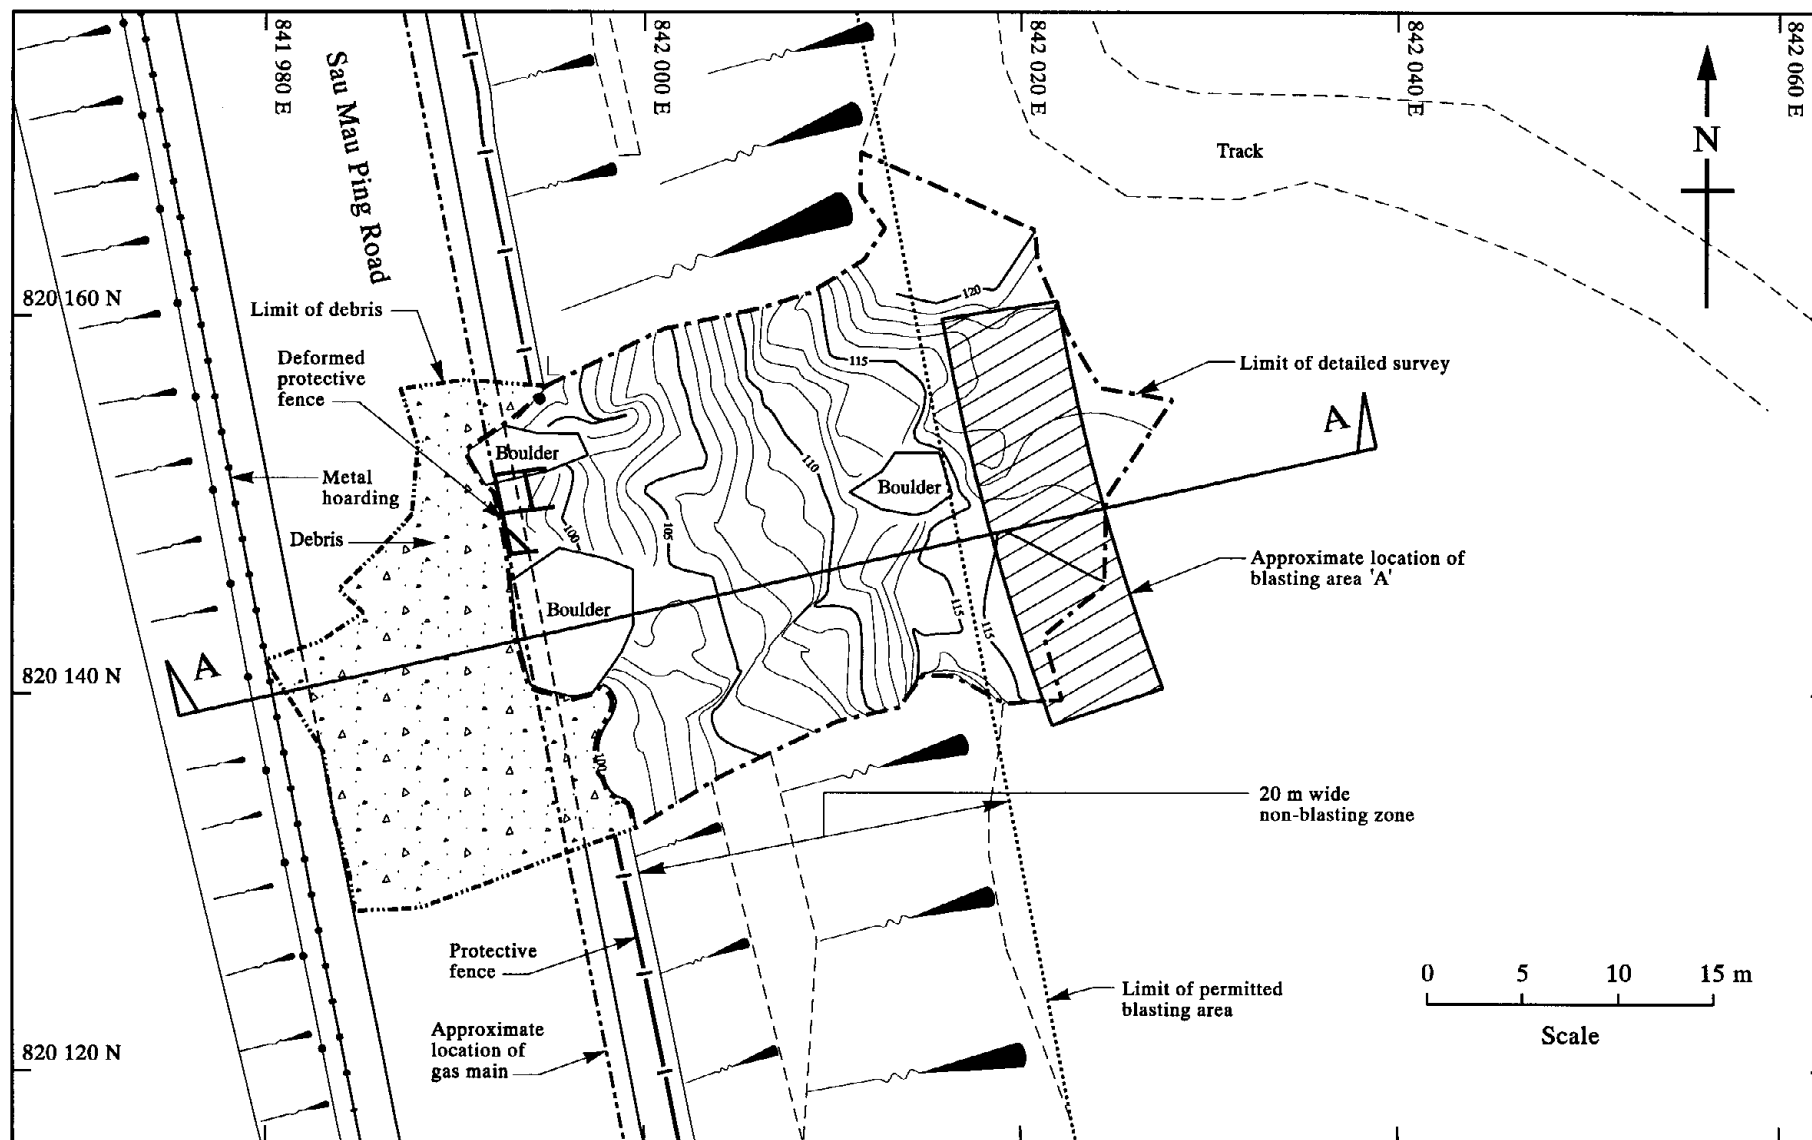 841 980 E
842 000 E
842 020 E
842 040 E
842 060 E
N
Track
Sau Mau Ping Road
820 160 N
Limit of debris
Deformed
protective
fence
120
115
Limit of detailed survey
A
Boulder
Boulder
110
Metal
hoarding
Debris
100
105
Approximate location of
blasting area 'A'
Boulder
115
115
A
820 140 N
100
20 m wide
non-blasting zone
Protective
fence
Limit of permitted
blasting area
0 5 10 15 m
Scale
Approximate
location of
gas main
820 120 N